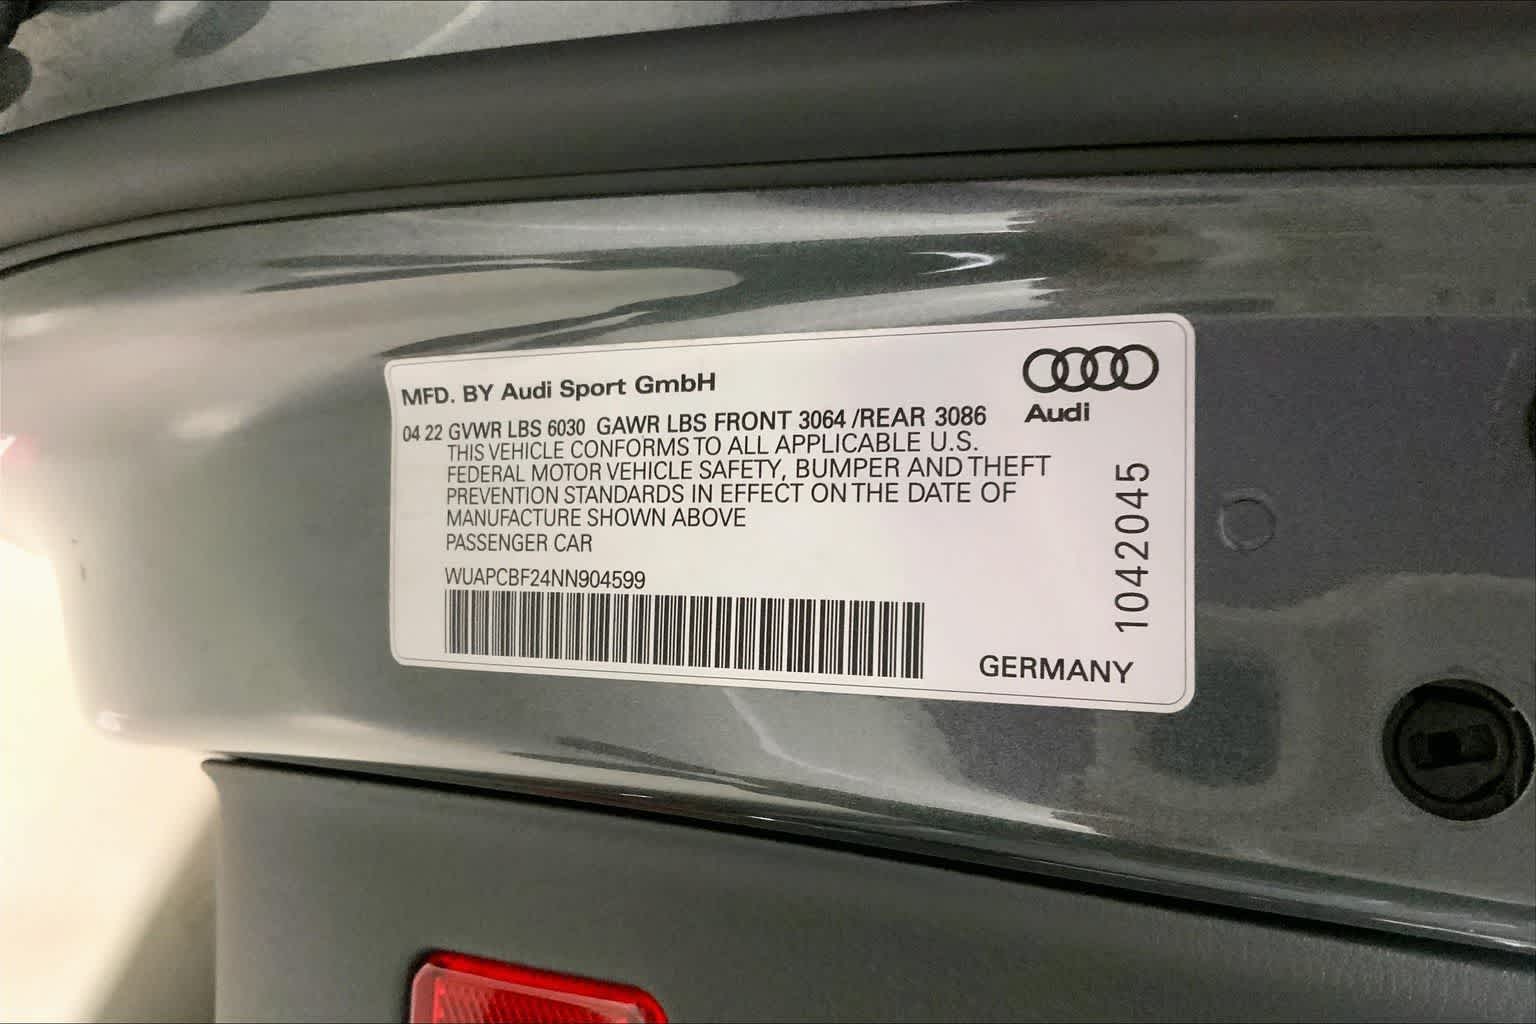 MFD. BY Audi Sport GmbH
Audi
04 22 GVWR LBS 6030 GAWR LBS FRONT 3064 /REAR 3086
THIS VEHICLE CONFORMS TO ALL APPLICABLE U.S.
FEDERAL MOTOR VEHICLE SAFETY, BUMPER AND THEFT
PREVENTION STANDARDS IN EFFECT ON THE DATE OF
MANUFACTURE SHOWN ABOVE
PASSENGER CAR
WUAPCBF24NN904599
1042045
GERMANY